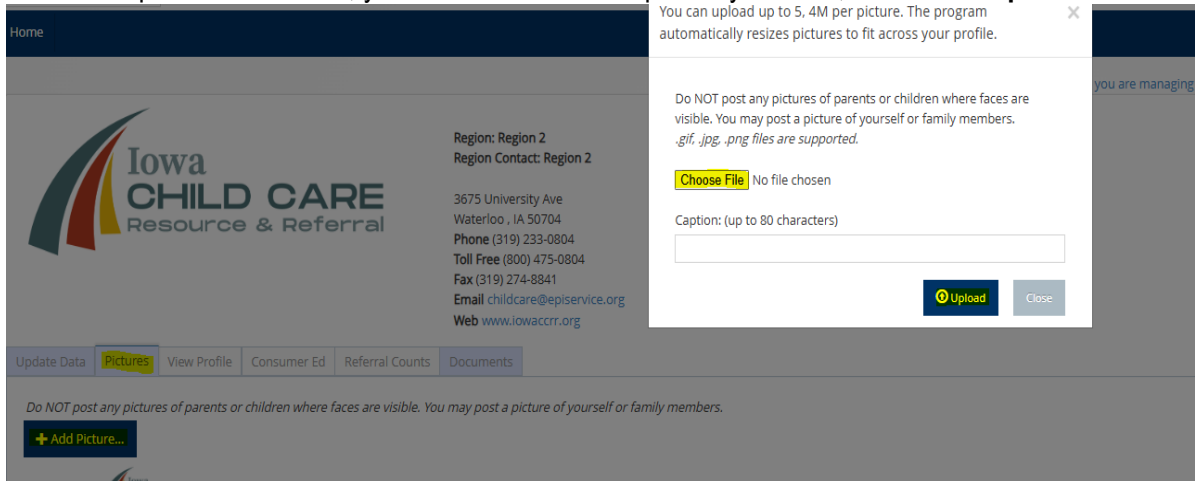 You can upload up to 5, 4M per picture. The program
automatically resizes pictures to fit across your profile.
Home
you are managing
Do NOT post any pictures of parents or children where faces are
visible. You may post a picture of yourself or family members.
.gif, .jpg, .png files are supported.
Choose File No file chosen
Caption: (up to 80 characters)
Upload
Close
Iowa
CHILD CARE
Resource & Referral
Region: Region 2
Region Contact: Region 2
3675 University Ave
Waterloo , IA 50704
Phone (319) 233-0804
Toll Free (800) 475-0804
Fax (319) 274-8841
Email childcare@episervice.org
Web www.iowaccrr.org
Update Data Pictures View Profile Consumer Ed Referral Counts Documents
Do NOT post any pictures of parents or children where faces are visible. You may post a picture of yourself or family members.
+ Add Picture...